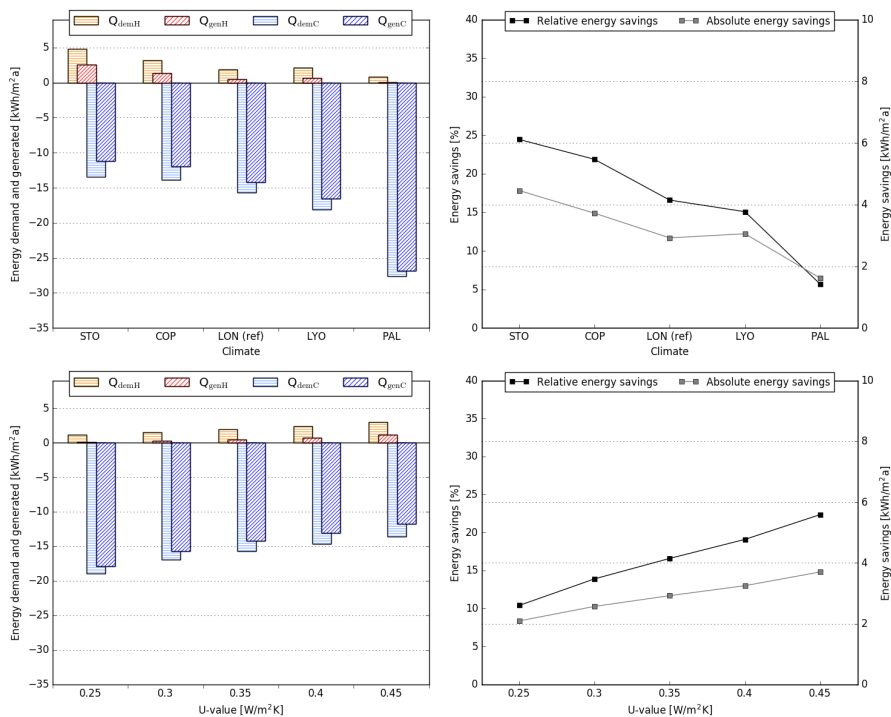 Q_demH Q_genH Q_demC Q_genC
Energy demand and generated [kWh/m²a]
5
0
−5
−10
−15
−20
−25
−30
−35
STO COP LON (ref) LYO PAL
Climate
Relative energy savings Absolute energy savings
Energy savings [%]
40
35
30
25
20
15
10
5
0
Energy savings [kWh/m²a]
10
8
6
4
2
0
STO COP LON (ref) LYO PAL
Climate
Q_demH Q_genH Q_demC Q_genC
Energy demand and generated [kWh/m²a]
5
0
−5
−10
−15
−20
−25
−30
−35
0.25 0.3 0.35 0.4 0.45
U-value [W/m²K]
Relative energy savings Absolute energy savings
Energy savings [%]
40
35
30
25
20
15
10
5
0
Energy savings [kWh/m²a]
10
8
6
4
2
0
0.25 0.3 0.35 0.4 0.45
U-value [W/m²K]